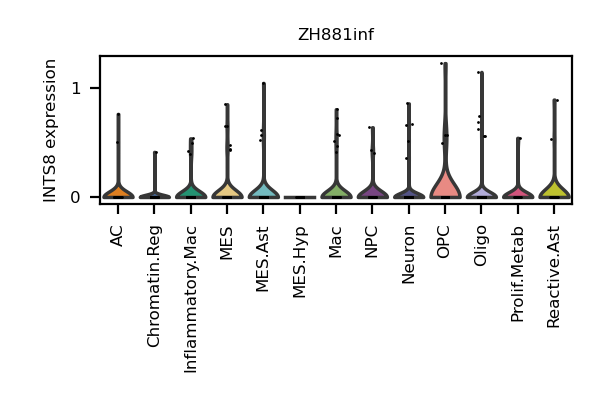 ZH881inf
INTS8 expression
1
0
AC
Chromatin.Reg
Inflammatory.Mac
MES
MES.Ast
MES.Hyp
Mac
NPC
Neuron
OPC
Oligo
Prolif.Metab
Reactive.Ast